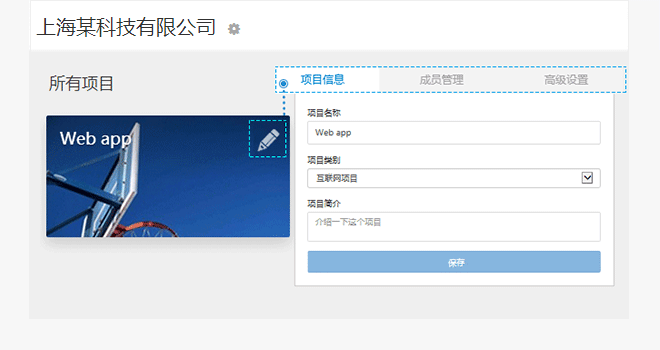 上海某科技有限公司
所有项目
Web app
项目信息 成员管理 高级设置
项目名称
Web app
项目类别
互联网项目
项目简介
介绍一下这个项目
保存